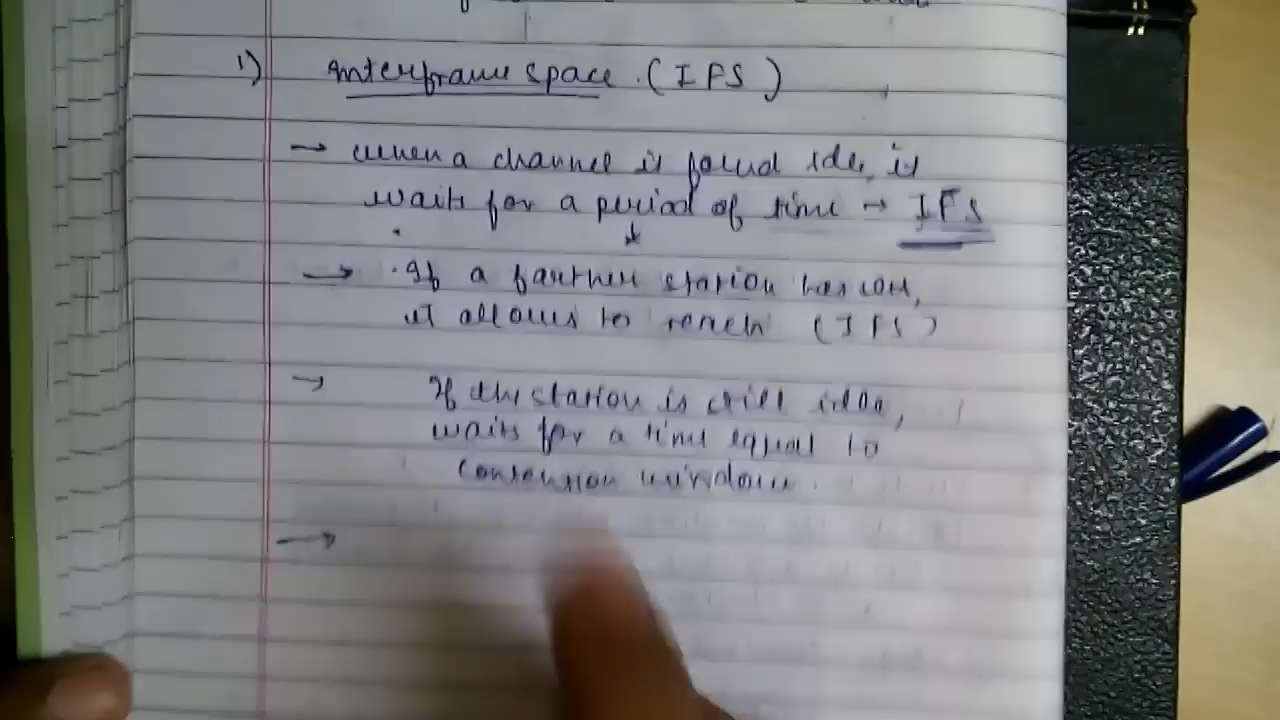 1) Interframe space. (IFS)
→ when a channel is found idle, it
waits for a period of time → IFS
→ . If a further station has
it allows to reach (IFS)
→ If the station is still idle,
waits for a time equal to
contention window.
→